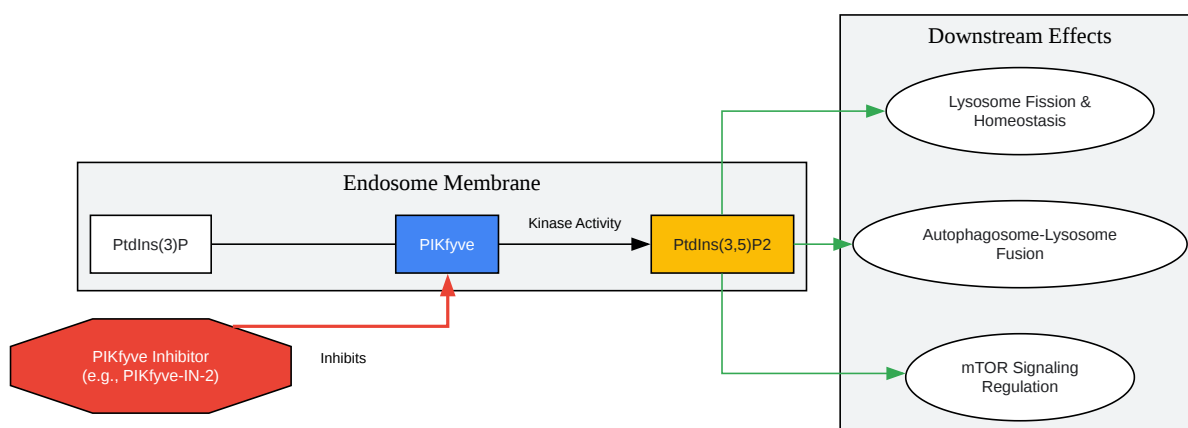 Downstream Effects
Lysosome Fission &
Homeostasis
Endosome Membrane
PtdIns(3)P
PIKfyve
Kinase Activity
PtdIns(3,5)P2
Autophagosome-Lysosome
Fusion
PIKfyve Inhibitor
(e.g., PIKfyve-IN-2)
Inhibits
mTOR Signaling
Regulation